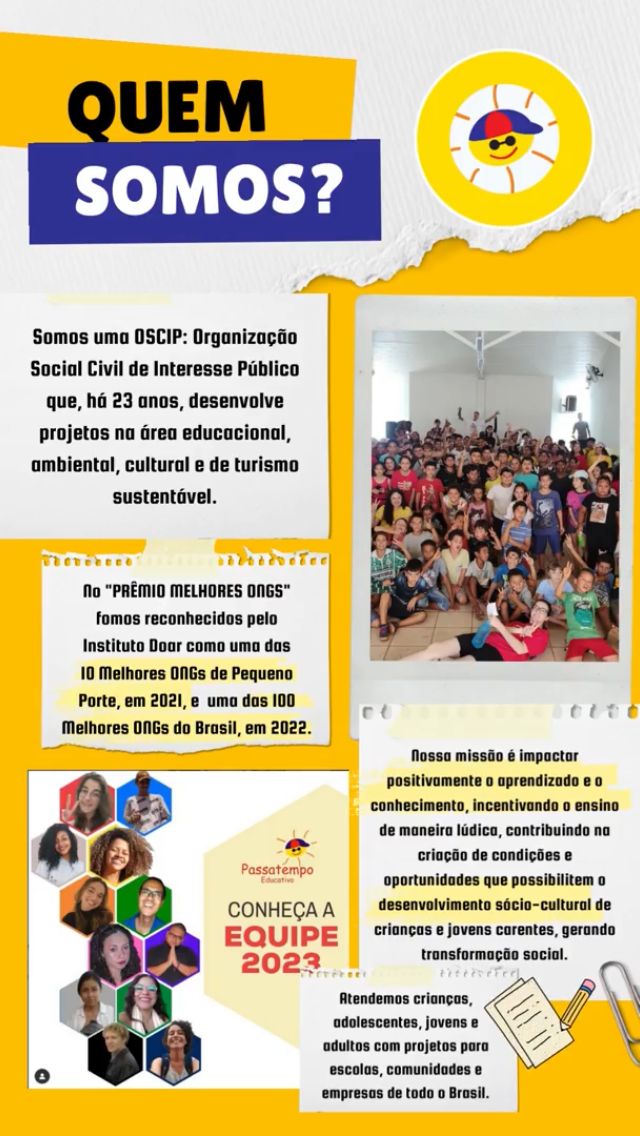 QUEM
SOMOS?
Somos uma OSCIP: Organização
Social Civil de Interesse Público
que, há 23 anos, desenvolve
projetos na área educacional,
ambiental, cultural e de turismo
sustentável.
No "PRÊMIO MELHORES ONGS"
fomos reconhecidos pelo
Instituto Doar como uma das
10 Melhores ONGs de Pequeno
Porte, em 2021, e uma das 100
Melhores ONGs do Brasil, em 2022.
Nossa missão é impactar
positivamente o aprendizado e o
conhecimento, incentivando o ensino
de maneira lúdica, contribuindo na
criação de condições e
oportunidades que possibilitem o
desenvolvimento sócio-cultural de
crianças e jovens carentes, gerando
transformação social.
Passatempo
Educativo
CONHEÇA A
EQUIPE
2023
Atendemos crianças,
adolescentes, jovens e
adultos com projetos para
escolas, comunidades e
empresas de todo o Brasil.